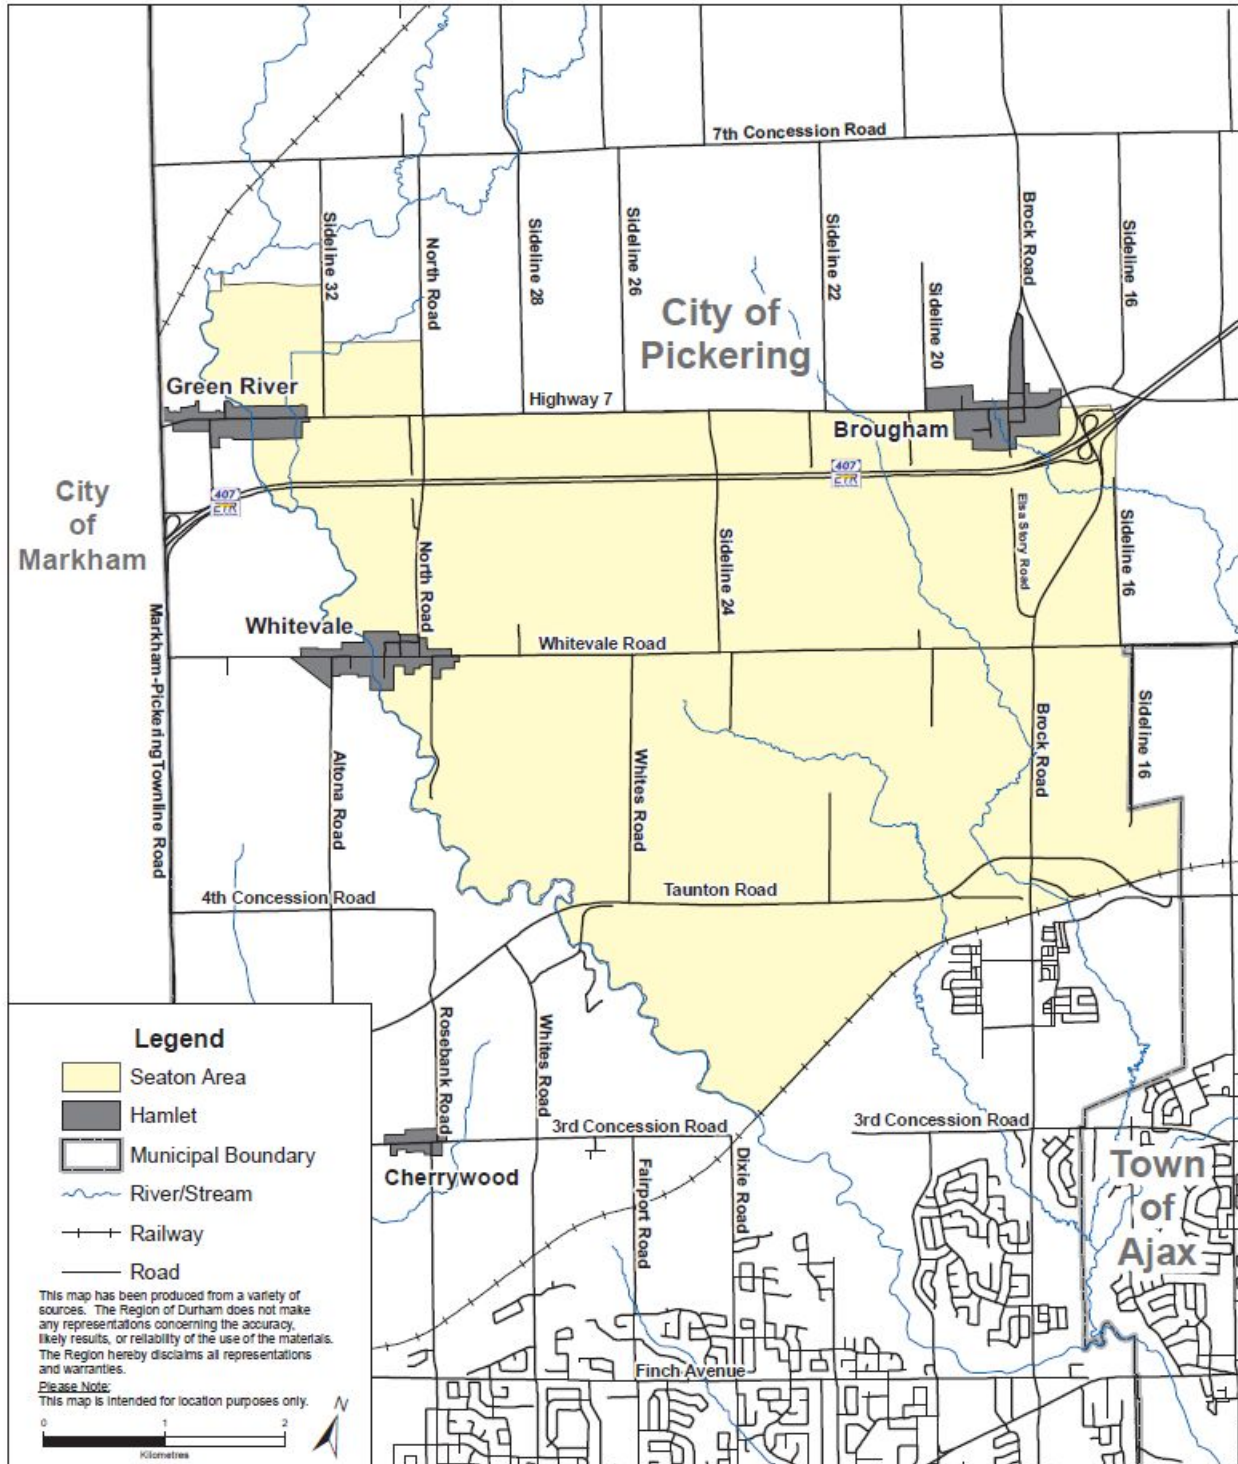 7th Concession Road
Sideline 32
North Road
Sideline 28
Sideline 26
Sideline 22
Sideline 20
Brock Road
Sideline 16
City of
Pickering
Green River
Highway 7
Brougham
407
ETR
407
ETR
City
of
Markham
North Road
Sideline 24
Elsa Story Road
Sideline 16
Whitevale
Whitevale Road
Markham-Pickering Townline Road
Altona Road
Whites Road
Brock Road
Sideline 16
4th Concession Road
Taunton Road
Rosebank Road
Whites Road
3rd Concession Road
3rd Concession Road
Cherrywood
Fairport Road
Dixie Road
Town
of
Ajax
Finch Avenue
Legend
Seaton Area
Hamlet
Municipal Boundary
River/Stream
Railway
Road
This map has been produced from a variety of
sources. The Region of Durham does not make
any representations concerning the accuracy,
likely results, or reliability of the use of the materials.
The Region hereby disclaims all representations
and warranties.
Please Note:
This map is intended for location purposes only.
N
0 1 2
Kilometres